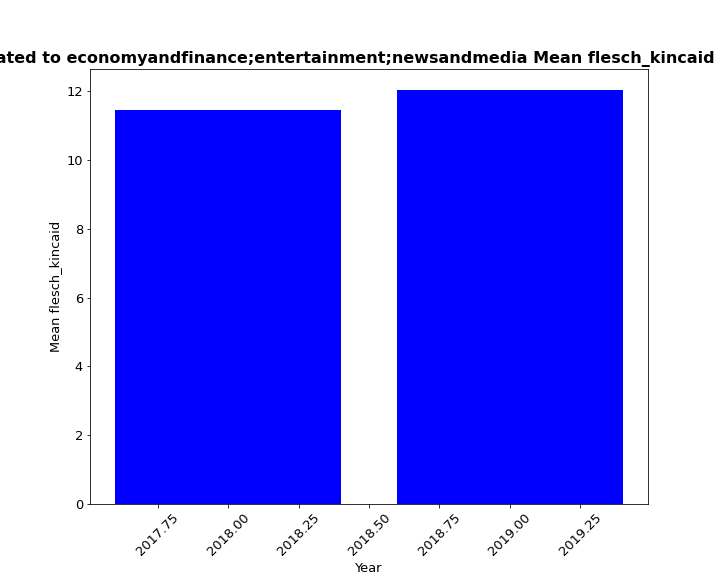 ated to economyandfinance;entertainment;newsandmedia Mean flesch_kincaid
12
10
8
6
4
2
0
Mean flesch_kincaid
2017.75 2018.00 2018.25 2018.50 2018.75 2019.00 2019.25
Year